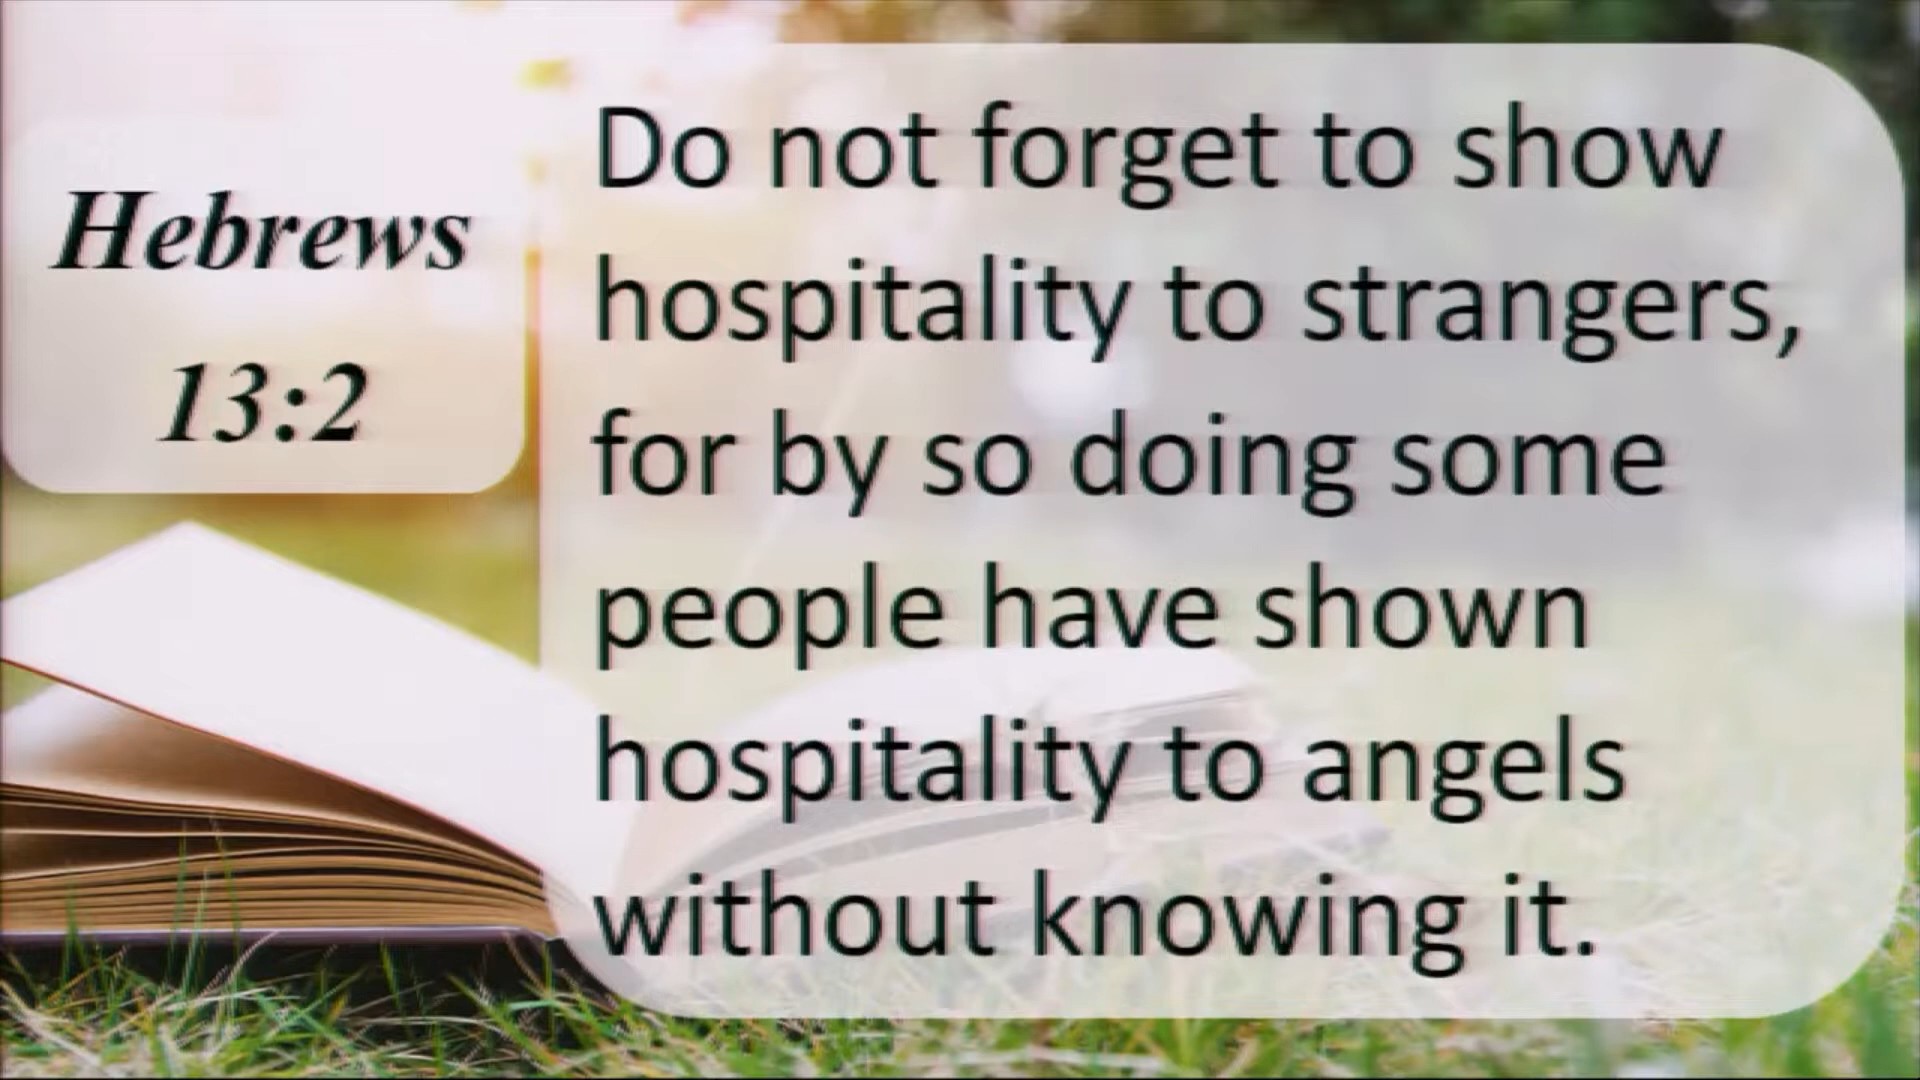 Hebrews
13:2
Do not forget to show
hospitality to strangers,
for by so doing some
people have shown
hospitality to angels
without knowing it.